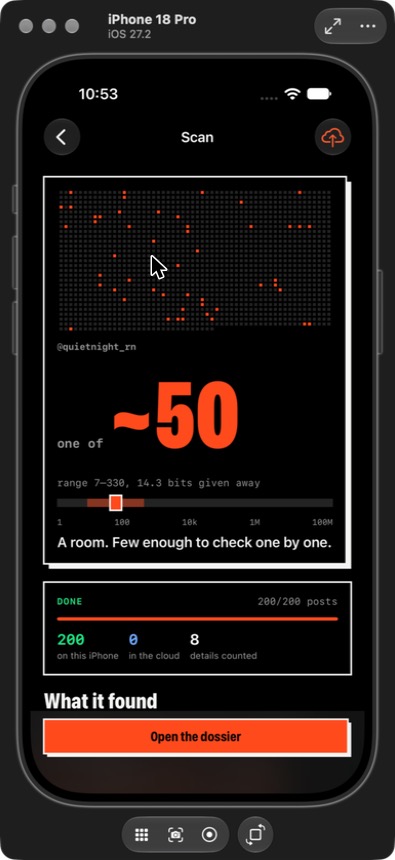 iPhone 18 Pro
iOS 27.2
10:53
Scan
@quietnight_rn
one of ~50
range 7–330, 14.3 bits given away
1 100 10k 1M 100M
A room. Few enough to check one by one.
DONE 200/200 posts
200 0 8
on this iPhone in the cloud details counted
What it found
Open the dossier